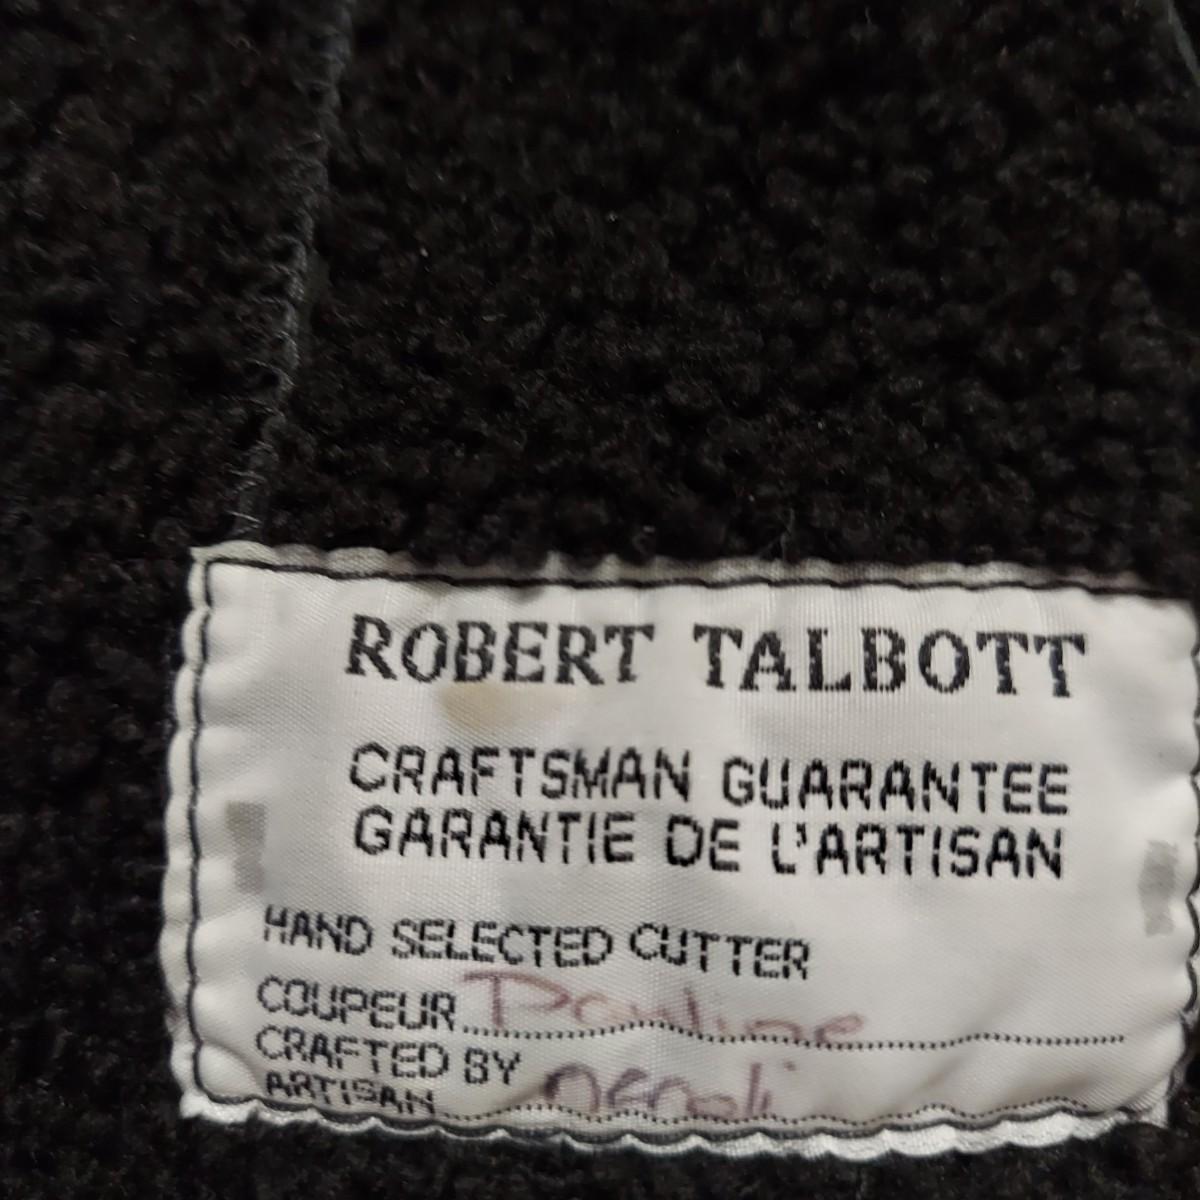 ROBERT TALBOTT
CRAFTSMAN GUARANTEE
GARANTIE DE L'ARTISAN
HAND SELECTED CUTTER
COUPEUR Pauline
CRAFTED BY
ARTISAN